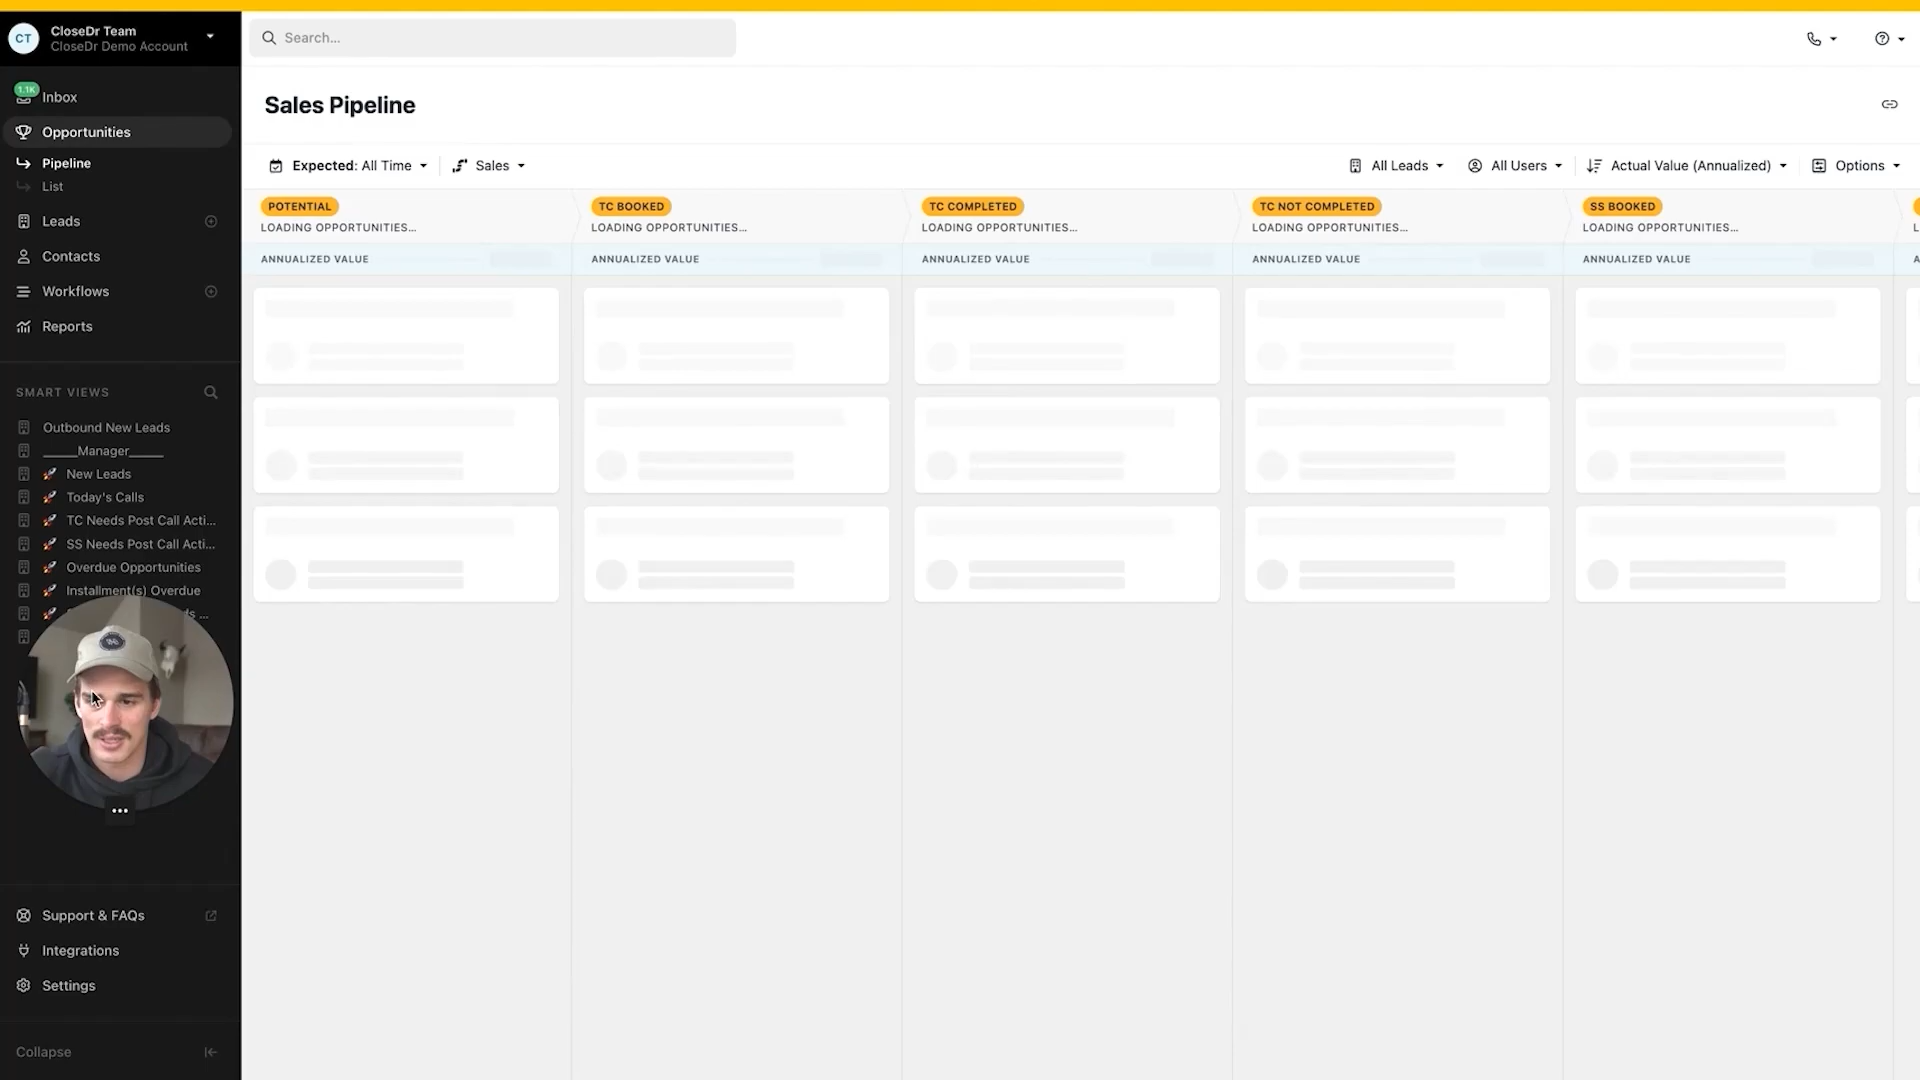 CT
CloseDr Team
CloseDr Demo Account
Search...
1.1K
Inbox
Opportunities
Pipeline
List
Leads
Contacts
Workflows
Reports
SMART VIEWS
Outbound New Leads
_____Manager_____
New Leads
Today's Calls
TC Needs Post Call Acti...
SS Needs Post Call Acti...
Overdue Opportunities
Installment(s) Overdue
Support & FAQs
Integrations
Settings
Collapse
Sales Pipeline
Expected: All Time
Sales
All Leads
All Users
Actual Value (Annualized)
Options
POTENTIAL
LOADING OPPORTUNITIES...
ANNUALIZED VALUE
TC BOOKED
LOADING OPPORTUNITIES...
ANNUALIZED VALUE
TC COMPLETED
LOADING OPPORTUNITIES...
ANNUALIZED VALUE
TC NOT COMPLETED
LOADING OPPORTUNITIES...
ANNUALIZED VALUE
SS BOOKED
LOADING OPPORTUNITIES...
ANNUALIZED VALUE